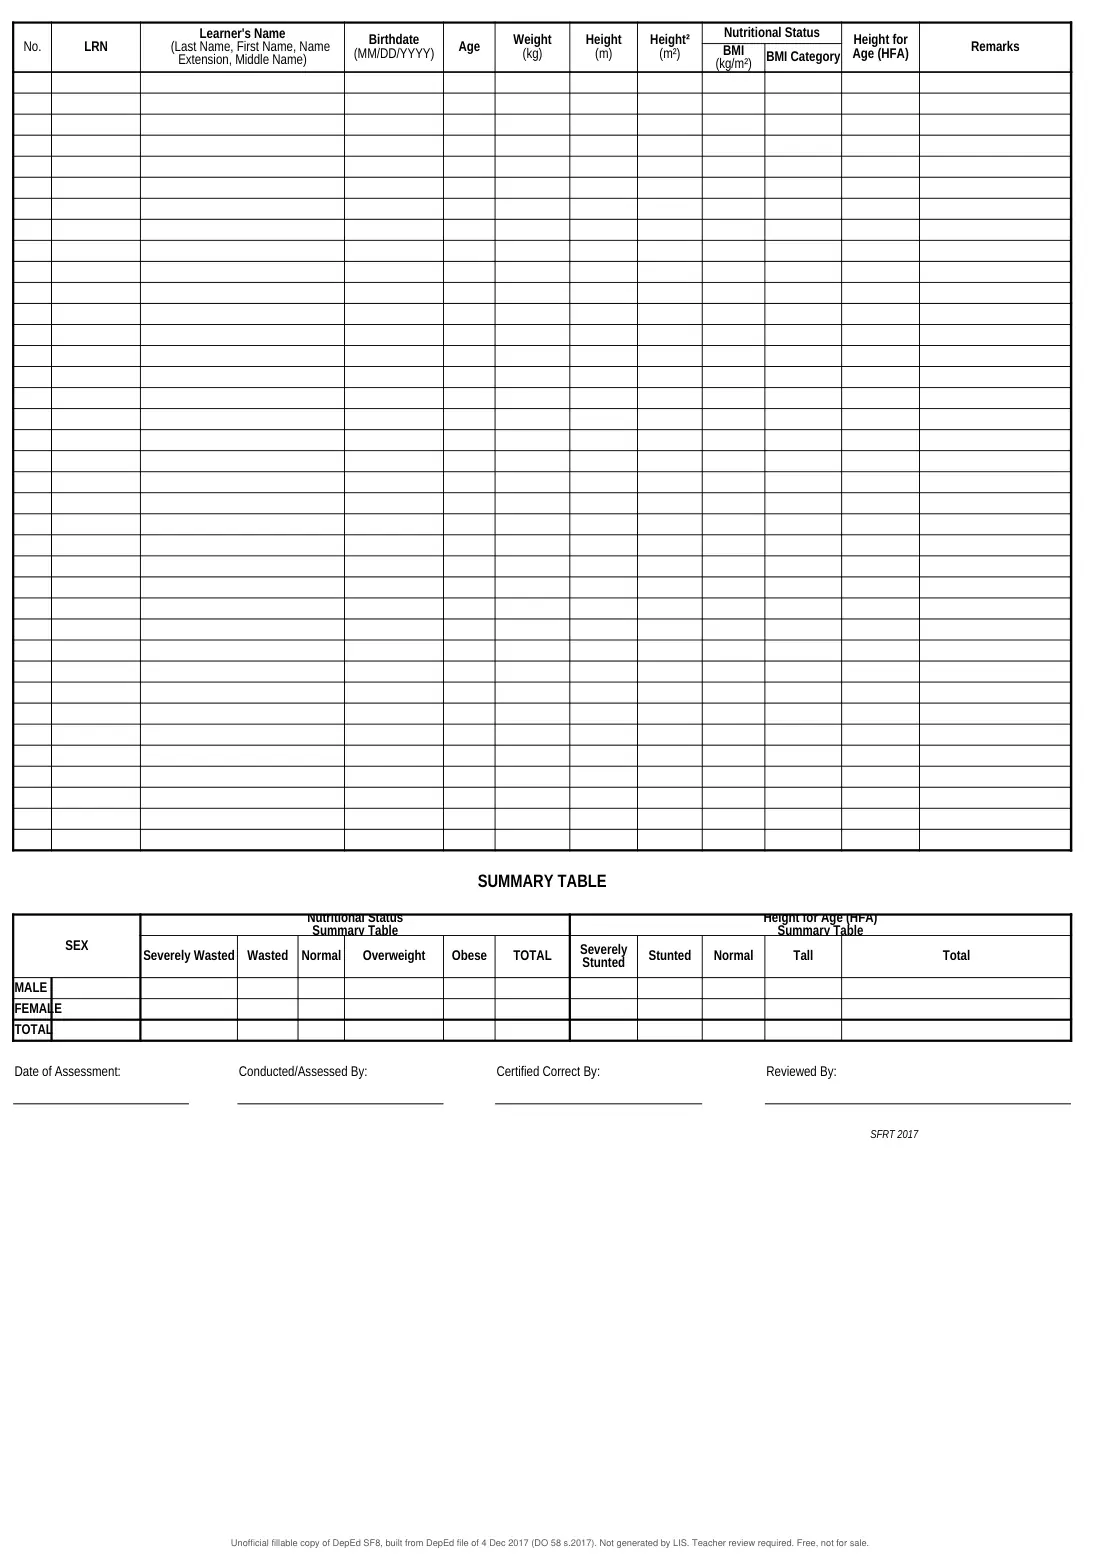 No.
LRN
Learner's Name
(Last Name, First Name, Name
Extension, Middle Name)
Birthdate
(MM/DD/YYYY)
Age
Weight
(kg)
Height
(m)
Height²
(m²)
Nutritional Status
BMI
(kg/m²)
BMI Category
Height for
Age (HFA)
Remarks
SUMMARY TABLE
SEX
Nutritional Status
Summary Table
Height for Age (HFA)
Summary Table
Severely Wasted
Wasted
Normal
Overweight
Obese
TOTAL
Severely
Stunted
Stunted
Normal
Tall
Total
MALE
FEMALE
TOTAL
Date of Assessment:
Conducted/Assessed By:
Certified Correct By:
Reviewed By:
SFRT 2017
Unofficial fillable copy of DepEd SF8, built from DepEd file of 4 Dec 2017 (DO 58 s.2017). Not generated by LIS. Teacher review required. Free, not for sale.